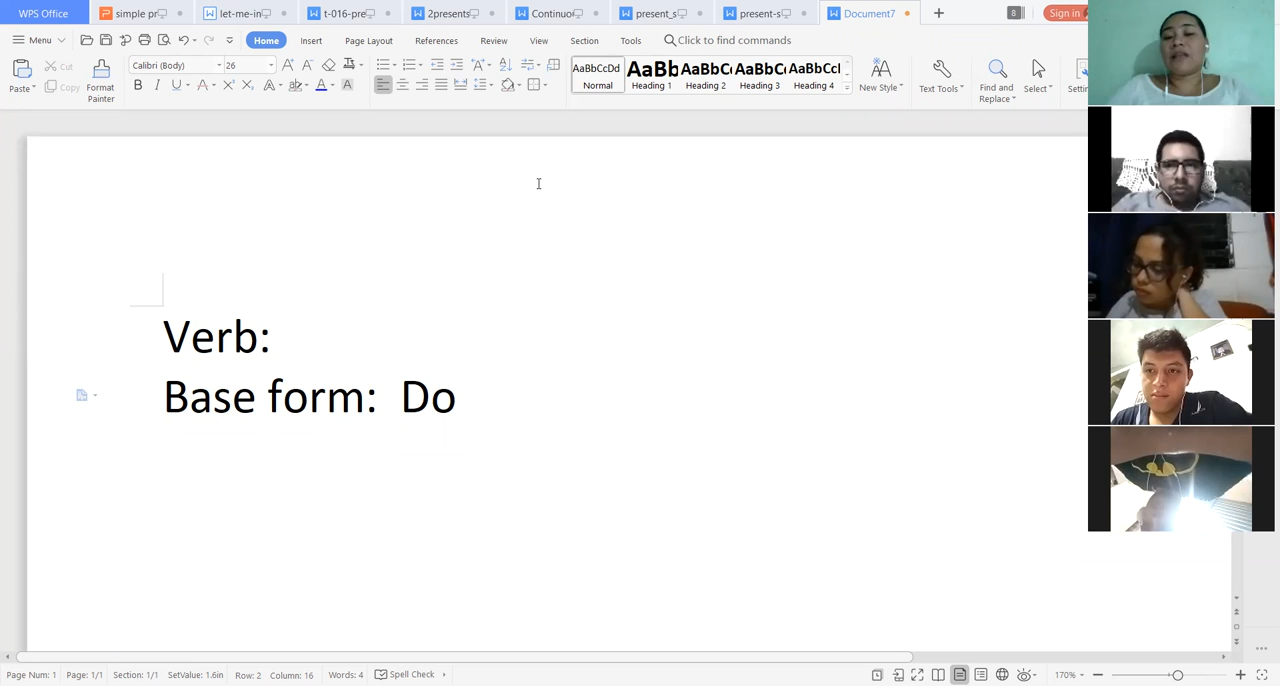 WPS Office simple pr let-me-in t-016-pre 2presents Continuo present_s present-s Document7 8 Sign in
Menu Home Insert Page Layout References Review View Section Tools Click to find commands
Calibri (Body) 26 AaBbCcDd AaBb AaBbC AaBbC AaBbCcI
Paste Cut Copy Format Painter B I U Normal Heading 1 Heading 2 Heading 3 Heading 4 New Style Text Tools Find and Replace Select Settin
Verb:
Base form: Do
Page Num: 1 Page: 1/1 Section: 1/1 SetValue: 1.6in Row: 2 Column: 16 Words: 4 Spell Check 170%